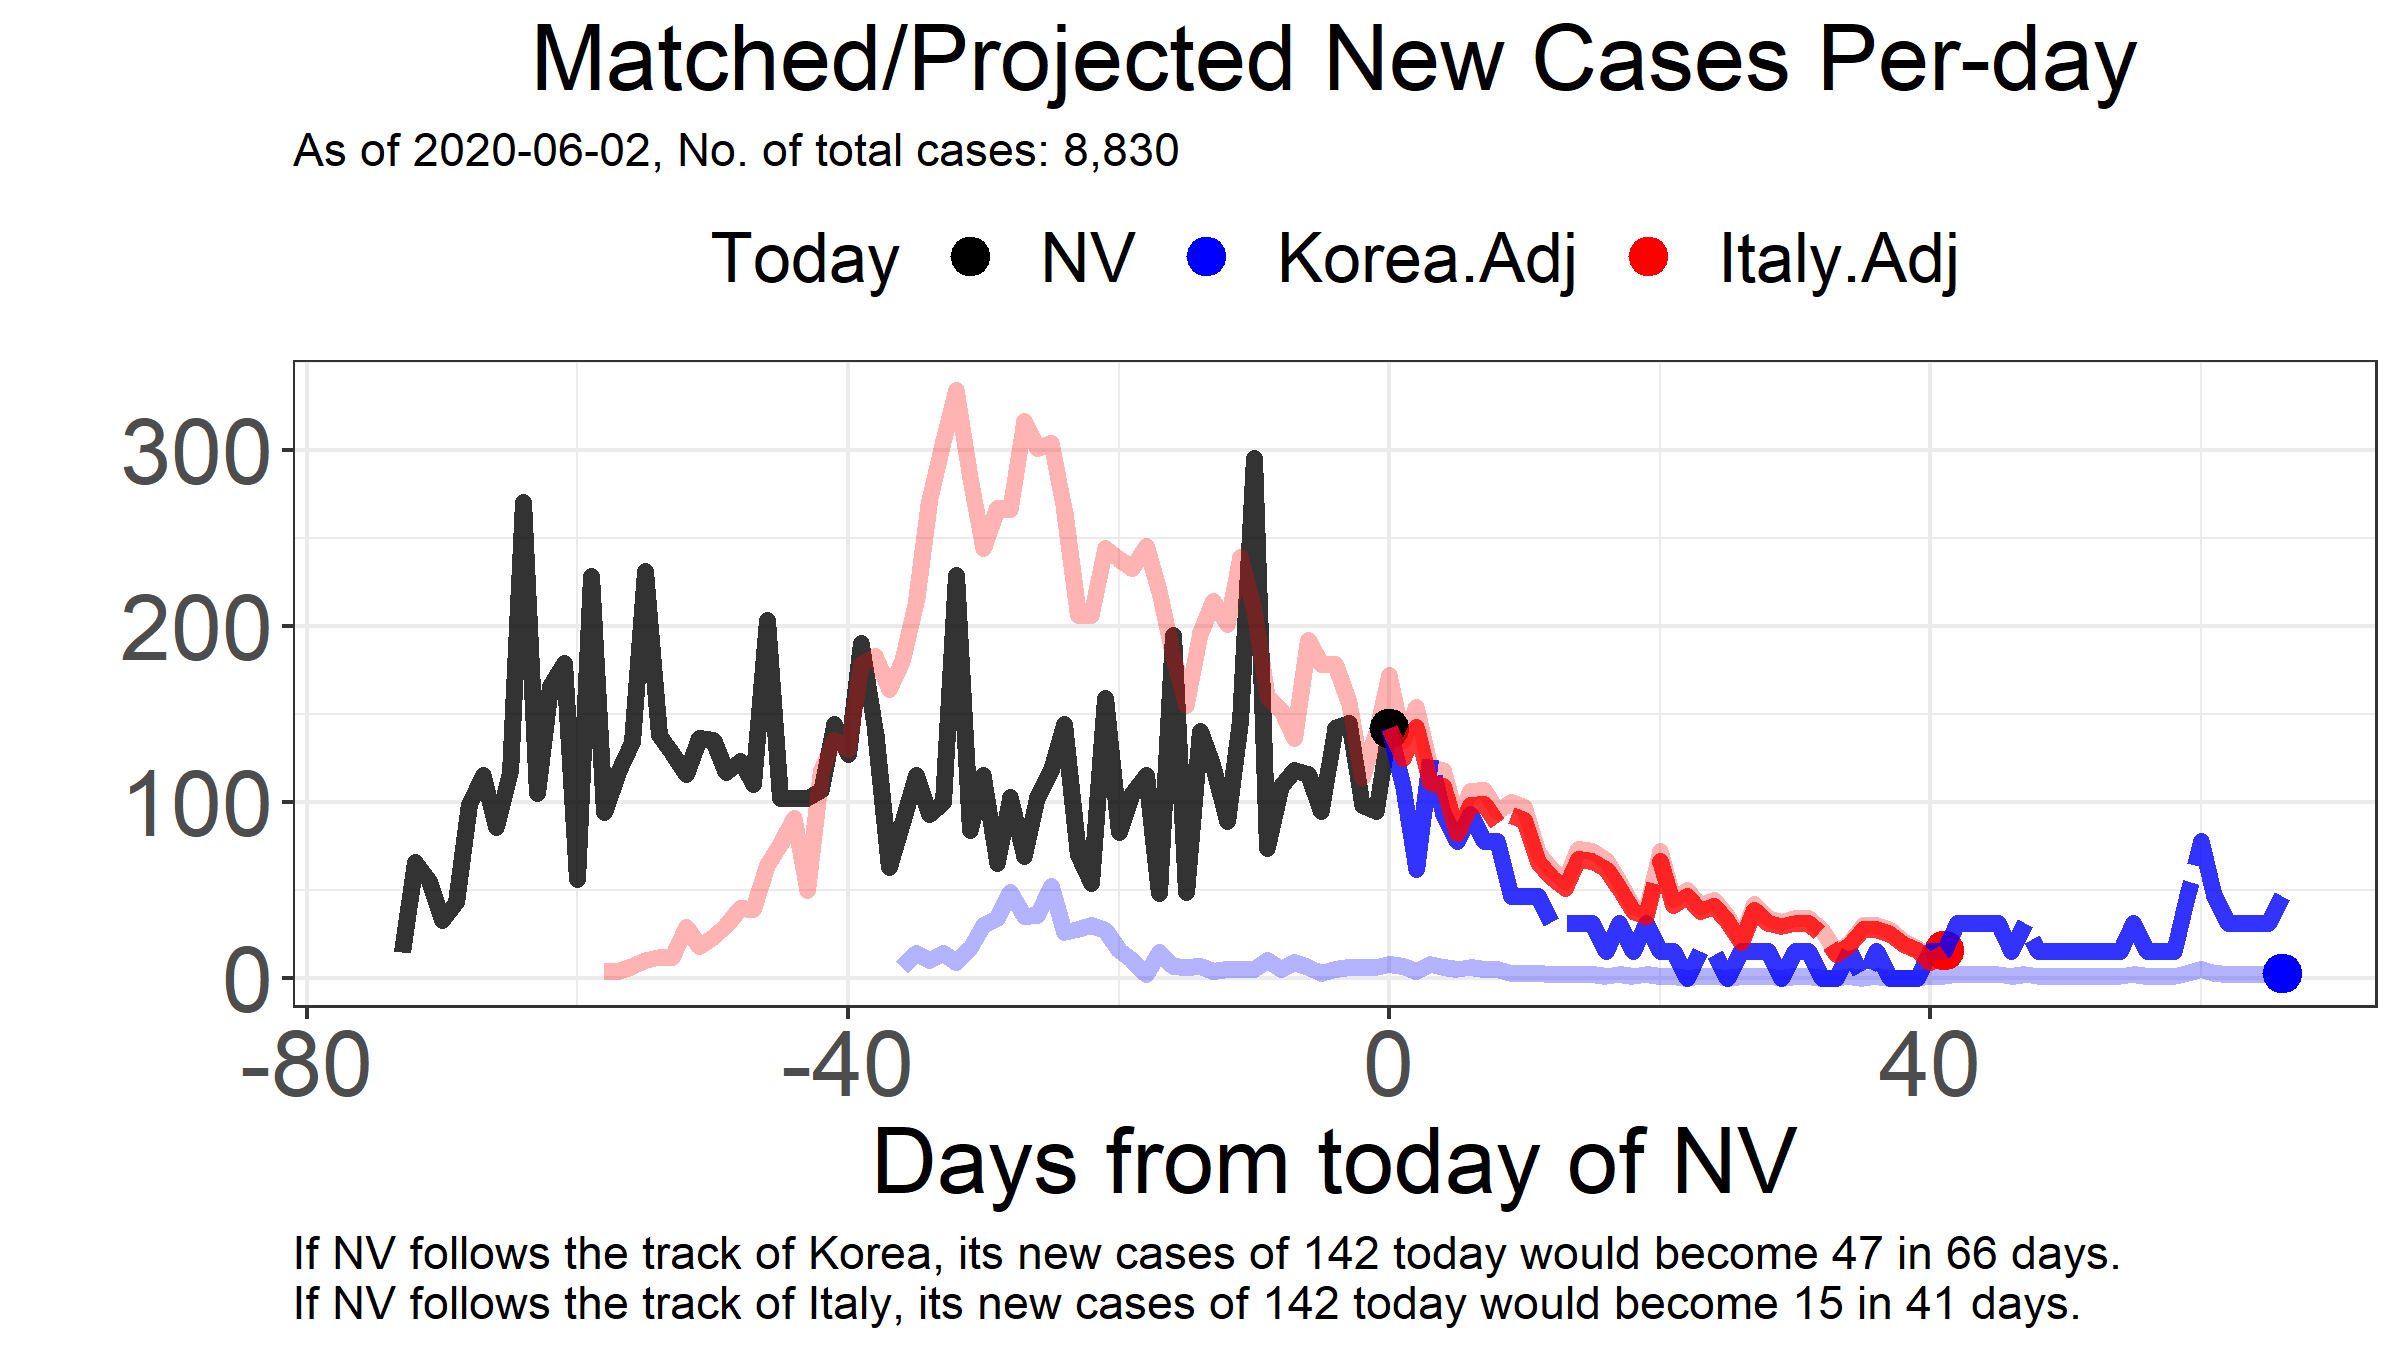 Matched/Projected New Cases Per-day
As of 2020-06-02, No. of total cases: 8,830
Today NV Korea.Adj Italy.Adj
300
200
100
0
-80 -40 0 40
Days from today of NV
If NV follows the track of Korea, its new cases of 142 today would become 47 in 66 days.
If NV follows the track of Italy, its new cases of 142 today would become 15 in 41 days.